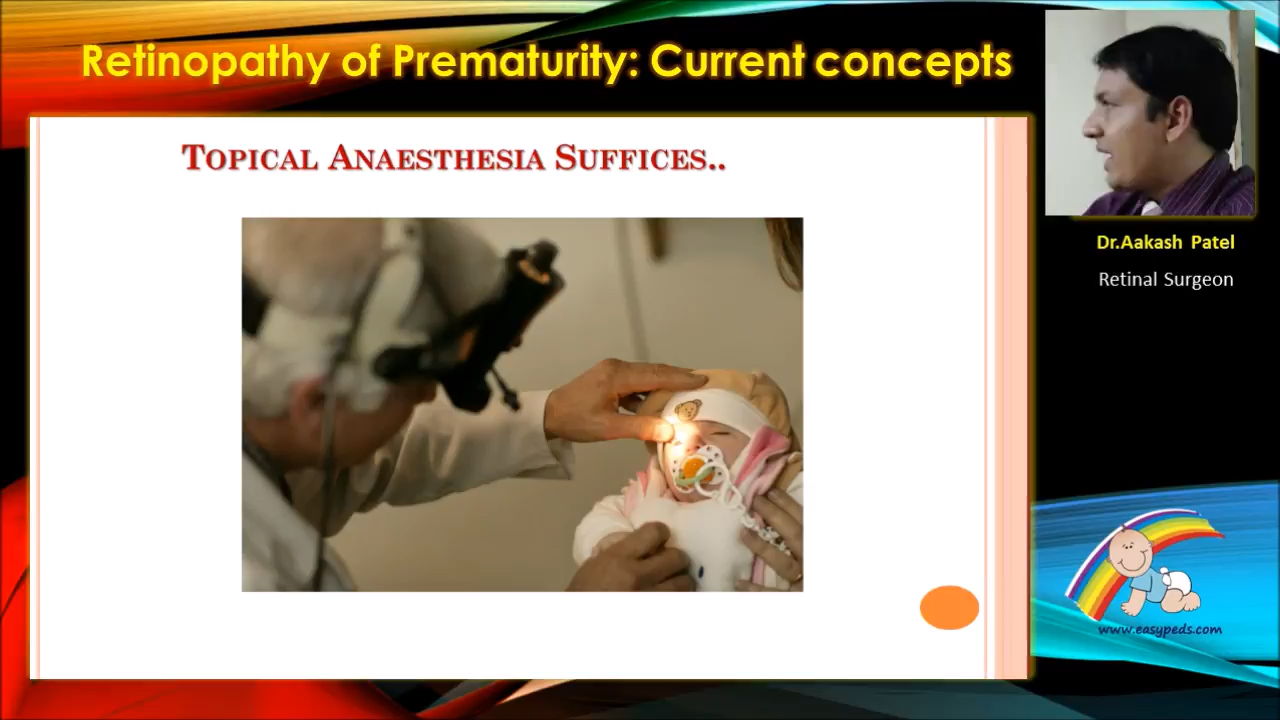 Retinopathy of Prematurity: Current concepts
TOPICAL ANAESTHESIA SUFFICES..
Dr.Aakash Patel
Retinal Surgeon
www.easypeds.com